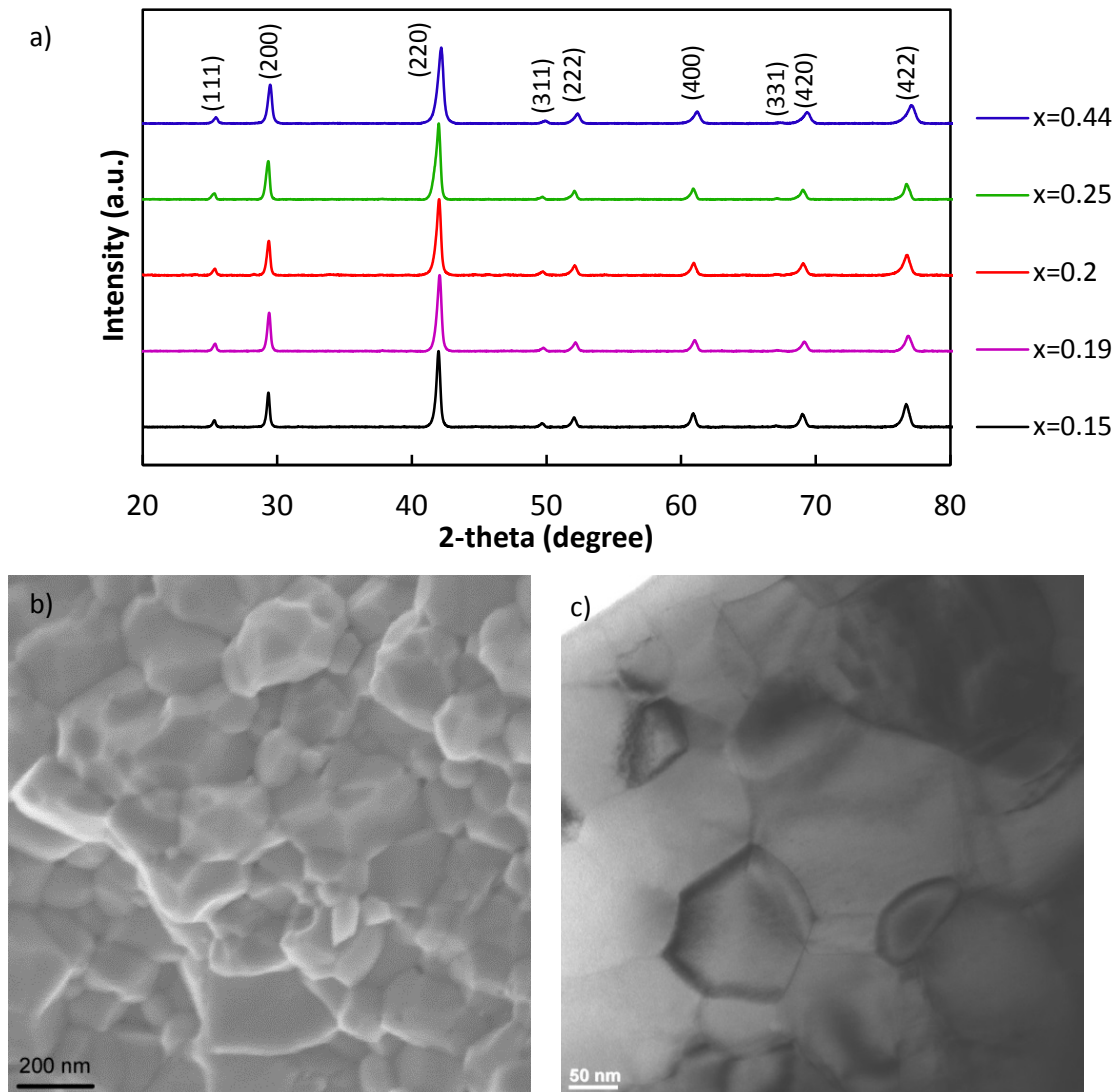 a)
(111)
(200)
(220)
(311)
(222)
(400)
(331)
(420)
(422)
x=0.44
x=0.25
x=0.2
x=0.19
x=0.15
Intensity (a.u.)
20 30 40 50 60 70 80
2-theta (degree)
b)
200 nm
c)
50 nm